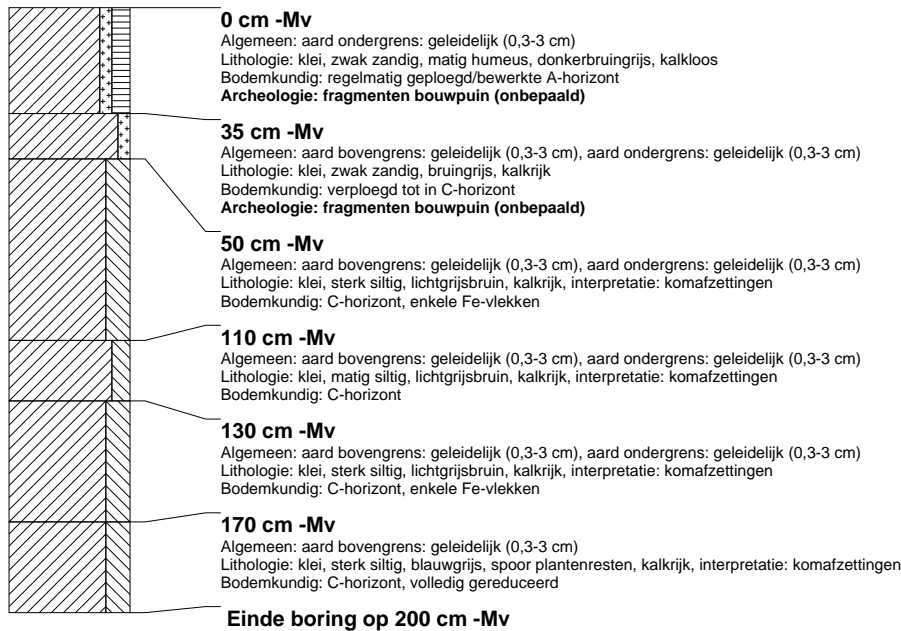 0 cm -Mv
Algemeen: aard ondergrens: geleidelijk (0,3-3 cm)
Lithologie: klei, zwak zandig, matig humeus, donkerbruingrijs, kalkloos
Bodemkundig: regelmatig geploegd/bewerkte A-horizont
Archeologie: fragmenten bouwpuin (onbepaald)
35 cm -Mv
Algemeen: aard bovengrens: geleidelijk (0,3-3 cm), aard ondergrens: geleidelijk (0,3-3 cm)
Lithologie: klei, zwak zandig, bruingrijs, kalkrijk
Bodemkundig: verploegd tot in C-horizont
Archeologie: fragmenten bouwpuin (onbepaald)
50 cm -Mv
Algemeen: aard bovengrens: geleidelijk (0,3-3 cm), aard ondergrens: geleidelijk (0,3-3 cm)
Lithologie: klei, sterk siltig, lichtgrijsbruin, kalkrijk, interpretatie: komafzettingen
Bodemkundig: C-horizont, enkele Fe-vlekken
110 cm -Mv
Algemeen: aard bovengrens: geleidelijk (0,3-3 cm), aard ondergrens: geleidelijk (0,3-3 cm)
Lithologie: klei, matig siltig, lichtgrijsbruin, kalkrijk, interpretatie: komafzettingen
Bodemkundig: C-horizont
130 cm -Mv
Algemeen: aard bovengrens: geleidelijk (0,3-3 cm), aard ondergrens: geleidelijk (0,3-3 cm)
Lithologie: klei, sterk siltig, lichtgrijsbruin, kalkrijk, interpretatie: komafzettingen
Bodemkundig: C-horizont, enkele Fe-vlekken
170 cm -Mv
Algemeen: aard bovengrens: geleidelijk (0,3-3 cm)
Lithologie: klei, sterk siltig, blauwgrijs, spoor plantenresten, kalkrijk, interpretatie: komafzettingen
Bodemkundig: C-horizont, volledig gereduceerd
Einde boring op 200 cm -Mv